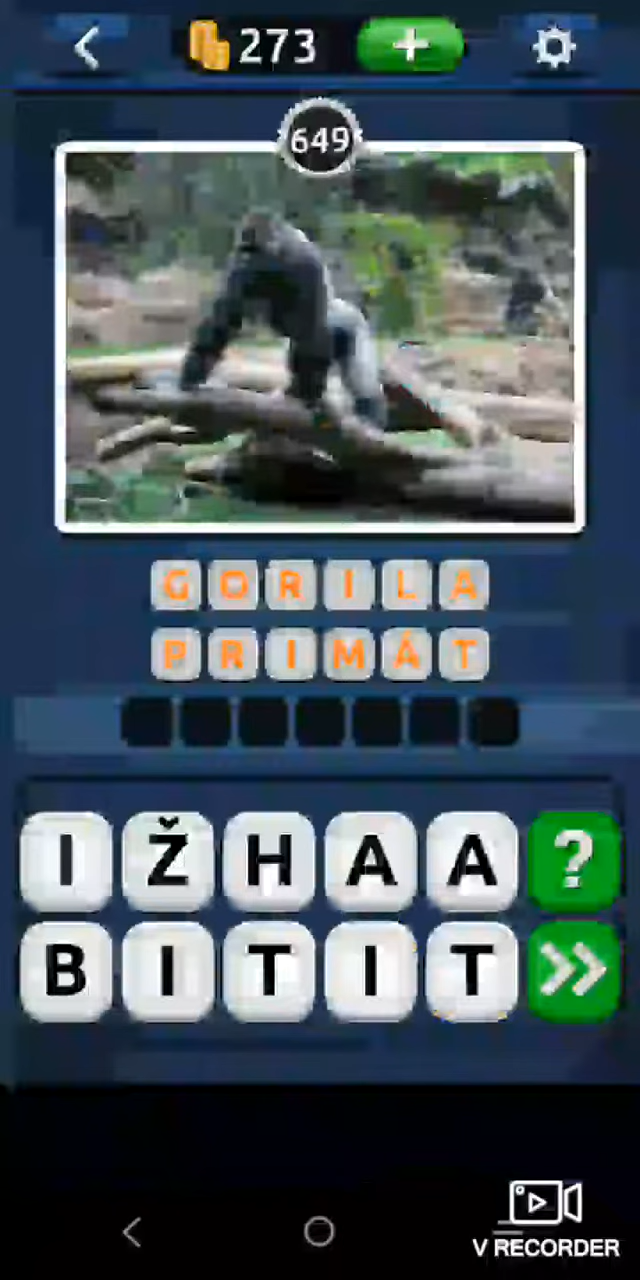 273 +
649
GORILA
PRIMÁT
I Ž H A A ?
B I T I T >>
V RECORDER